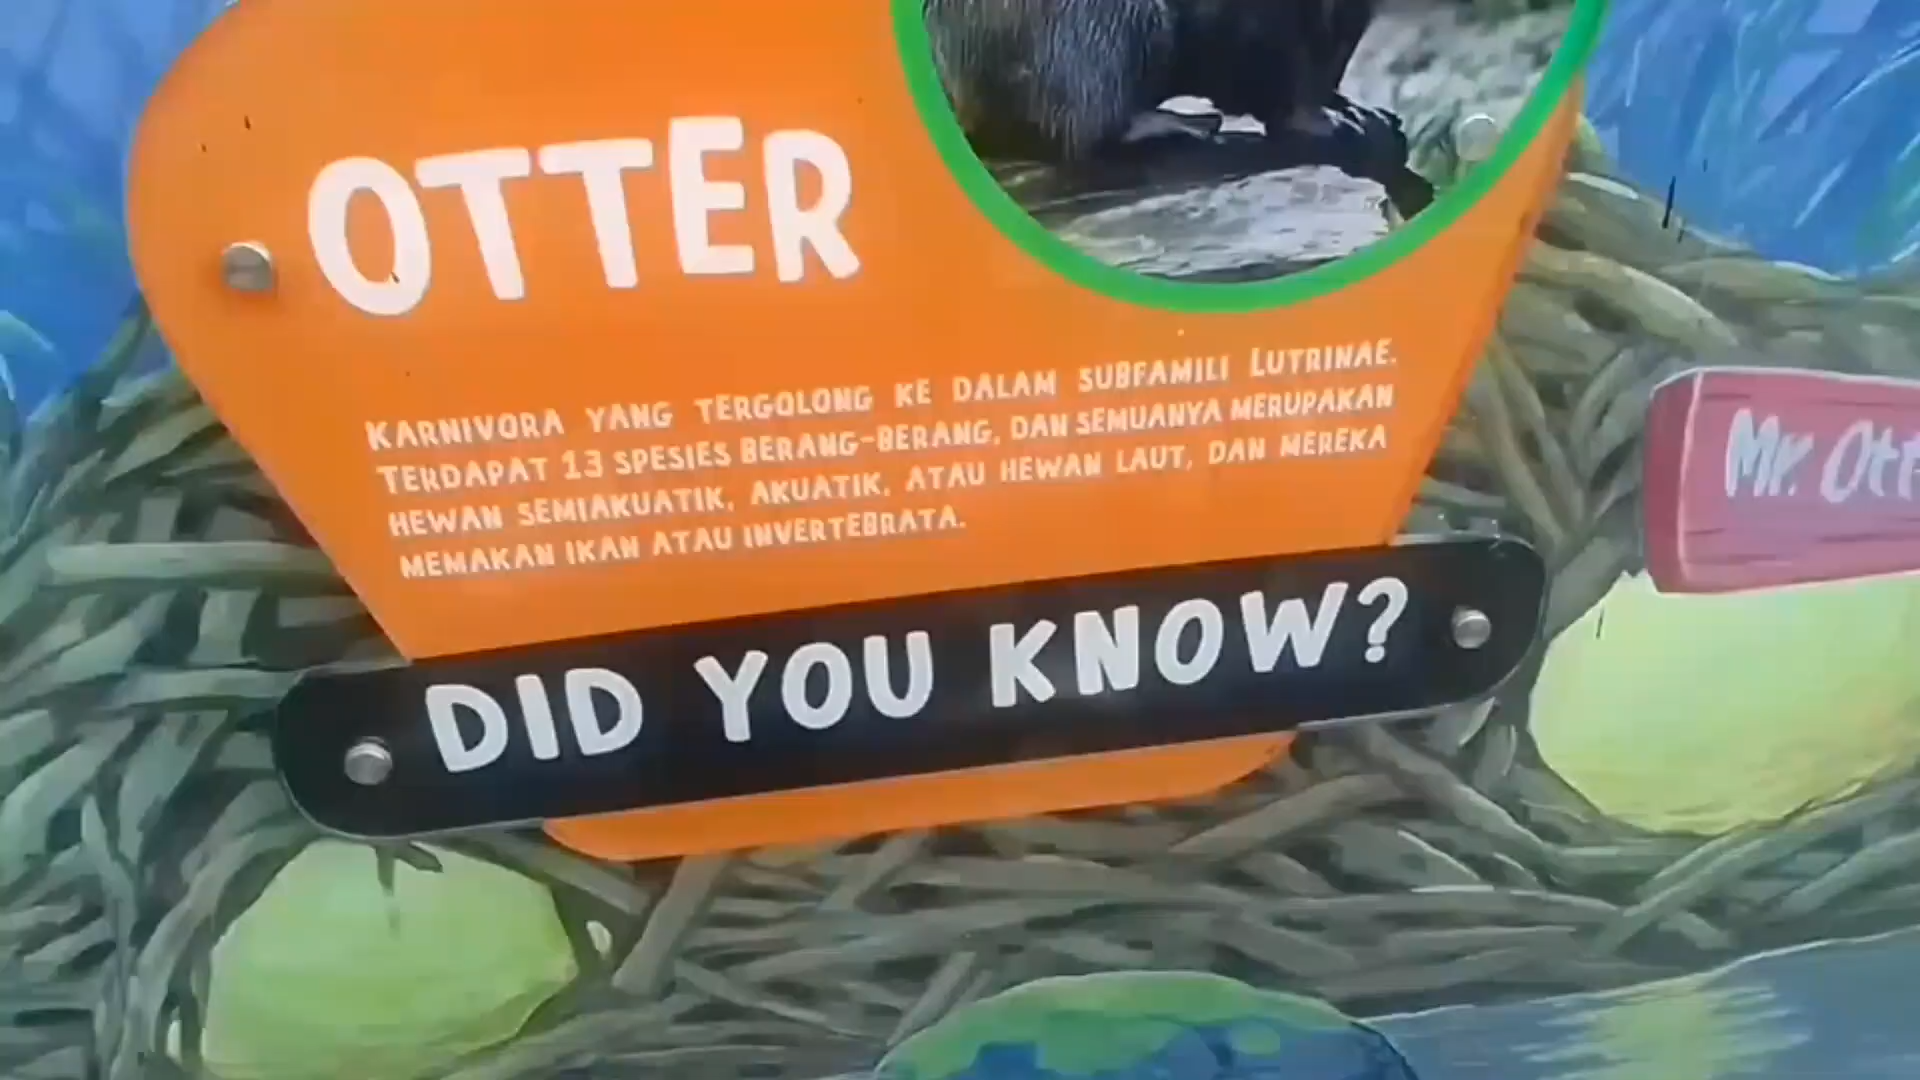 OTTER
KARNIVORA YANG TERGOLONG KE DALAM SUBFAMILI LUTRINAE.
TERDAPAT 13 SPESIES BERANG-BERANG, DAN SEMUANYA MERUPAKAN
HEWAN SEMIAKUATIK, AKUATIK, ATAU HEWAN LAUT, DAN MEREKA
MEMAKAN IKAN ATAU INVERTEBRATA.
Mr. Ott
DID YOU KNOW?